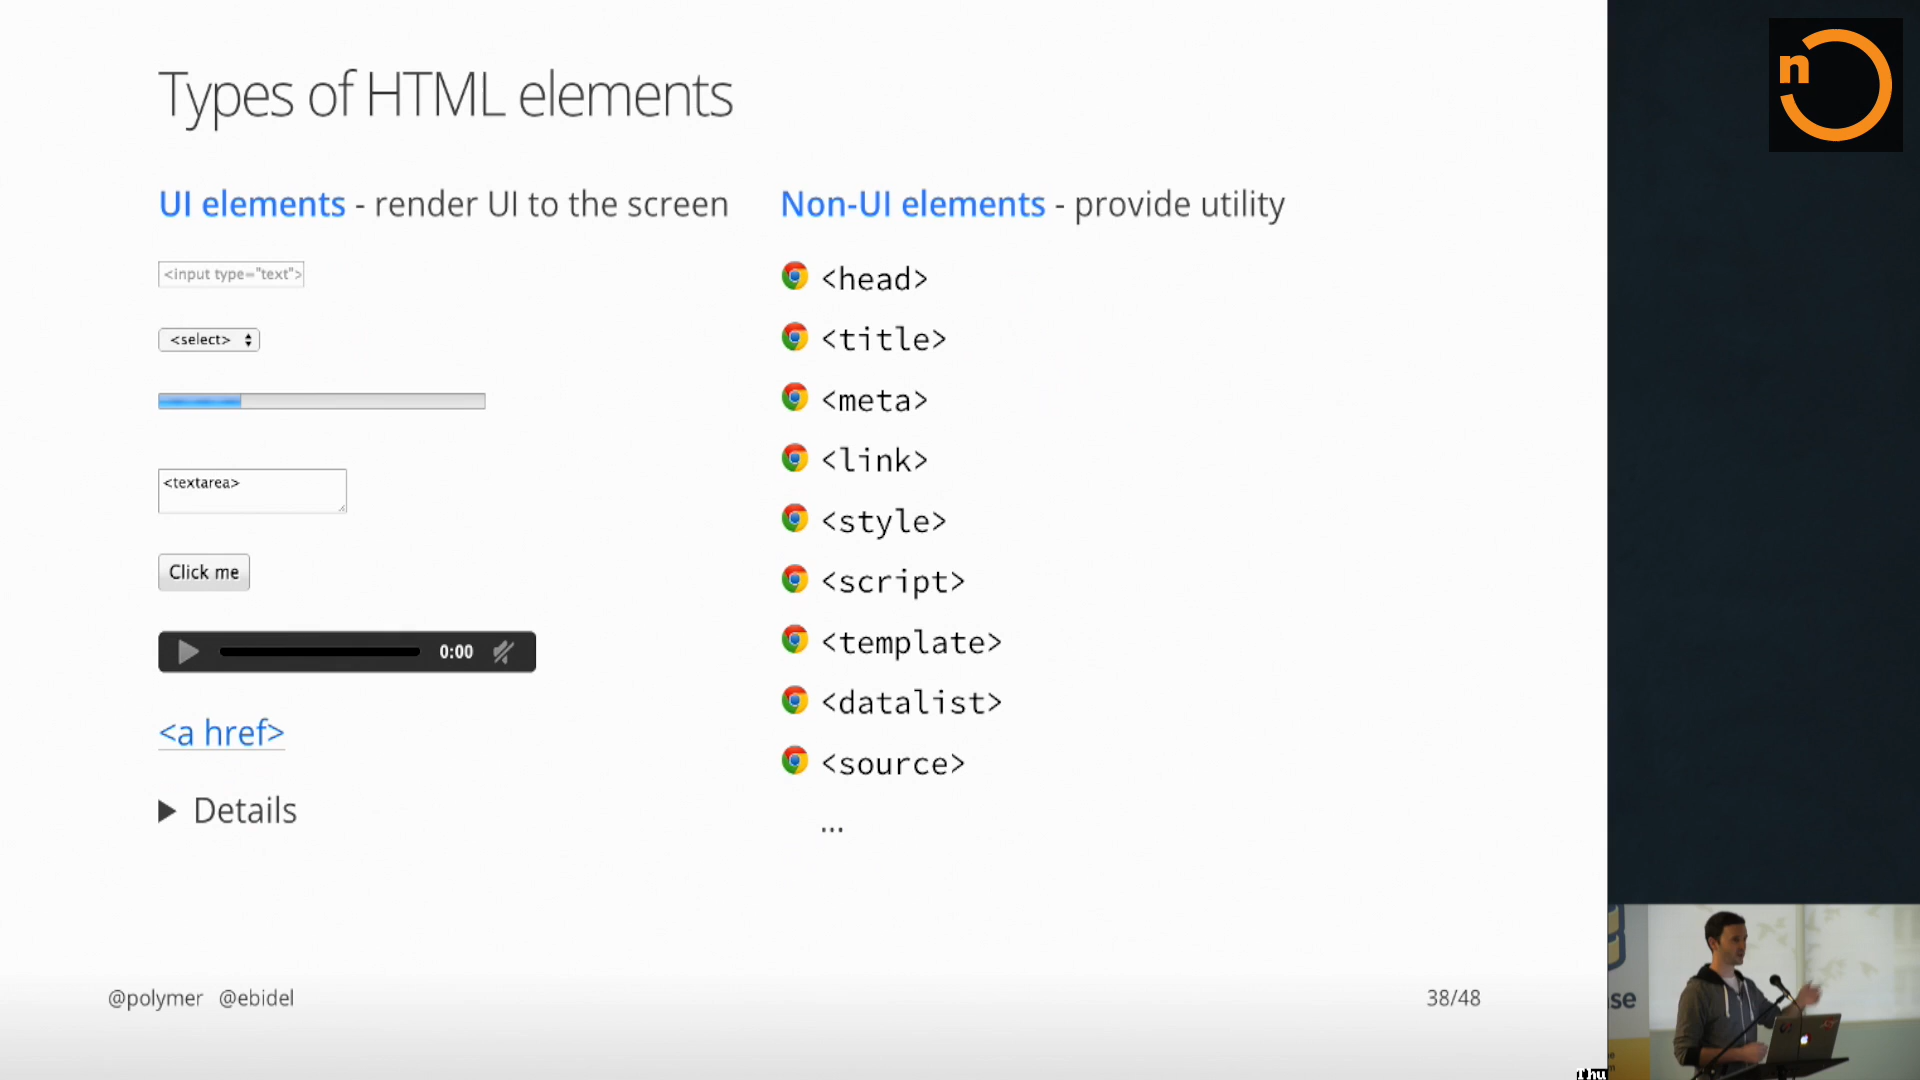 Types of HTML elements
UI elements - render UI to the screen
<input type="text">
<select>
<textarea>
Click me
0:00
<a href>
Details
Non-UI elements - provide utility
<head>
<title>
<meta>
<link>
<style>
<script>
<template>
<datalist>
<source>
...
@polymer @ebidel
38/48
n
se
Thu